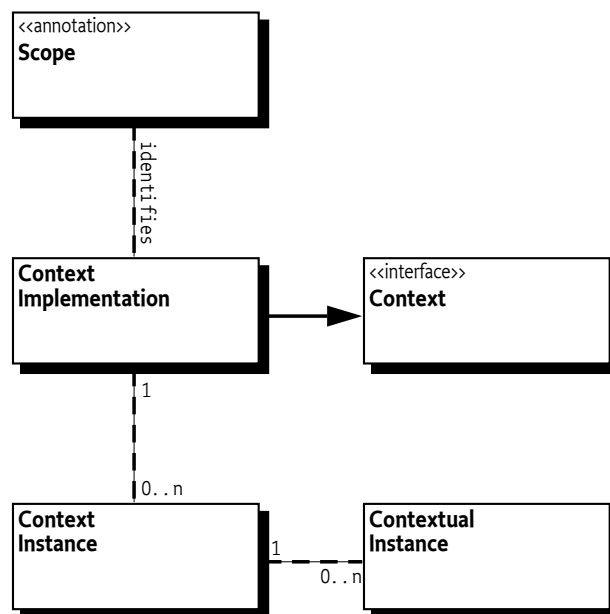 <<annotation>>
Scope
identifies
Context
Implementation
<<interface>>
Context
1
0..n
Context
Instance
1
0..n
Contextual
Instance